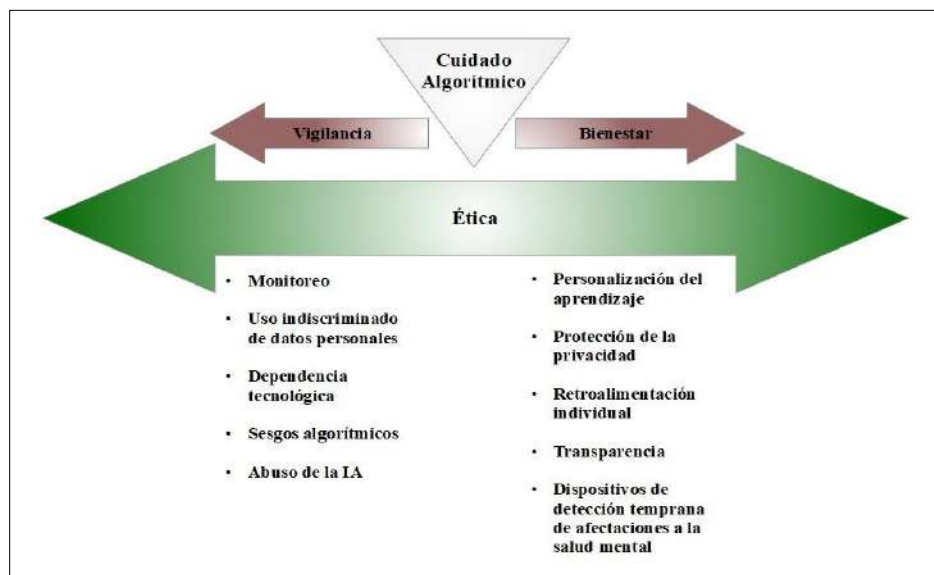 Cuidado
Algorítmico
Vigilancia
Bienestar
Ética
• Monitoreo
• Uso indiscriminado
de datos personales
• Dependencia
tecnológica
• Sesgos algorítmicos
• Abuso de la IA
• Personalización del
aprendizaje
• Protección de la
privacidad
• Retroalimentación
individual
• Transparencia
• Dispositivos de
detección temprana
de afectaciones a la
salud mental